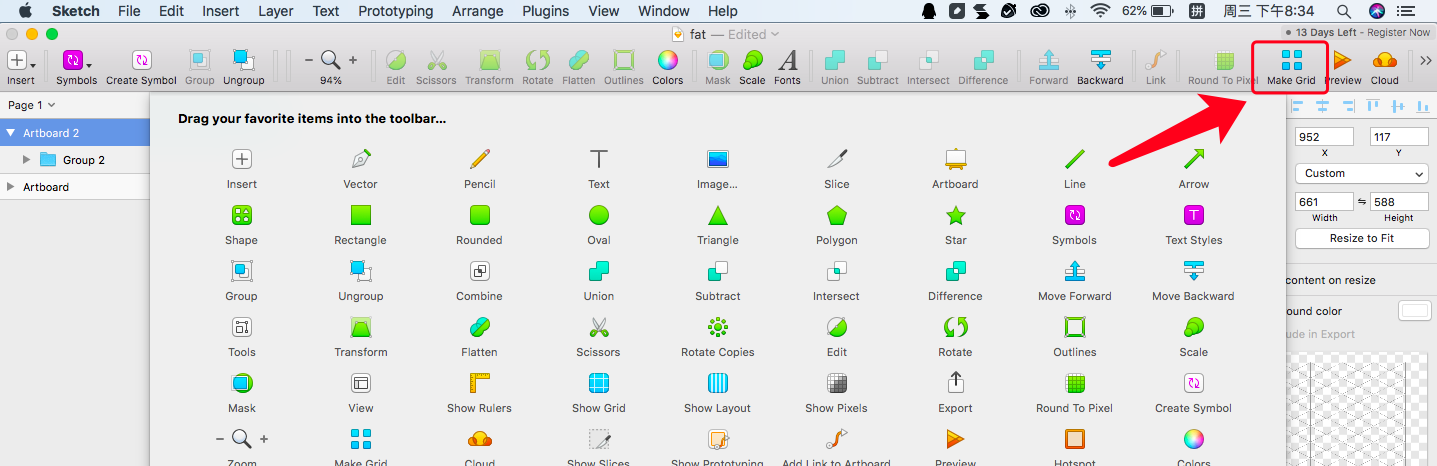 Sketch File Edit Insert Layer Text Prototyping Arrange Plugins View Window Help 62% 拼 周三 下午8:34
fat — Edited 13 Days Left - Register Now
94%
Insert Symbols Create Symbol Group Ungroup Edit Scissors Transform Rotate Flatten Outlines Colors Mask Scale Fonts Union Subtract Intersect Difference Forward Backward Link Round To Pixel Make Grid Preview Cloud
Page 1
Drag your favorite items into the toolbar...
Artboard 2
Group 2
Artboard
Insert Vector Pencil Text Image... Slice Artboard Line Arrow
Shape Rectangle Rounded Oval Triangle Polygon Star Symbols Text Styles
Group Ungroup Combine Union Subtract Intersect Difference Move Forward Move Backward
Tools Transform Flatten Scissors Rotate Copies Edit Rotate Outlines Scale
Mask View Show Rulers Show Grid Show Layout Show Pixels Export Round To Pixel Create Symbol
Zoom Make Grid Cloud Show Slices Show Prototyping Add Link to Artboard Preview Hotspot Colors
952 117
X Y
Custom
661 588
Width Height
Resize to Fit
content on resize
ound color
ude in Export